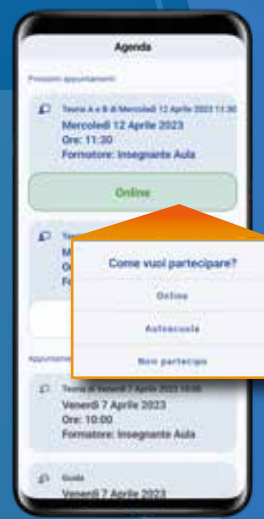 Agenda
Prossimi appuntamenti
Teoria A e B di Mercoledì 12 Aprile 2023 11:30
Mercoledì 12 Aprile 2023
Ore: 11:30
Formatore: Insegnante Aula
Online
Come vuoi partecipare?
Online
Autoscuola
Non partecipo
Teoria di Venerdì 7 Aprile 2023 10:00
Venerdì 7 Aprile 2023
Ore: 10:00
Formatore: Insegnante Aula
Guida
Venerdì 7 Aprile 2023